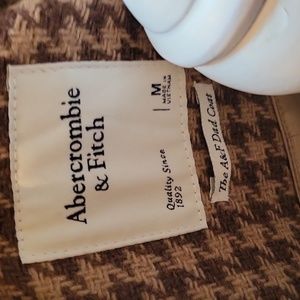 Abercrombie
& Fitch
M
MADE IN
VIETNAM
Quality Since
1892
The A&F Dad Coat